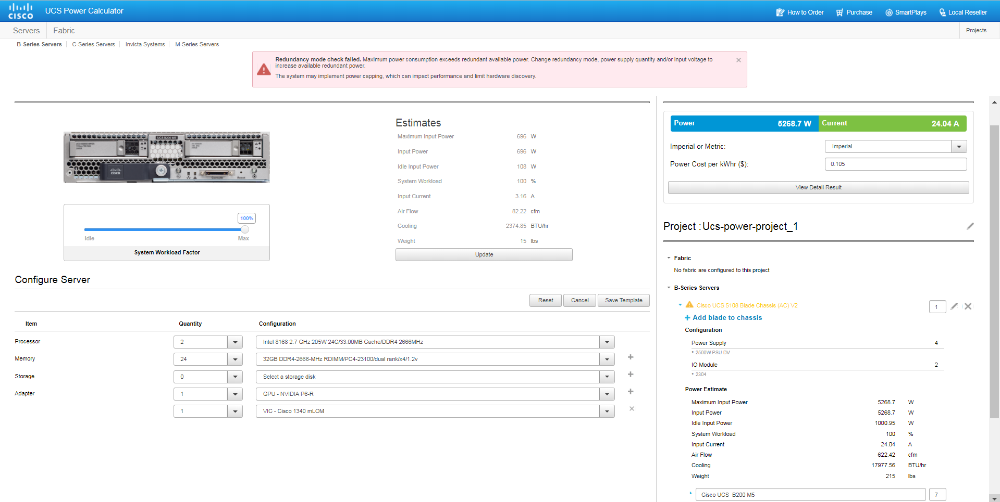 CISCO
UCS Power Calculator
How to Order
Purchase
SmartPlays
Local Reseller
Servers
Fabric
Projects
B-Series Servers
C-Series Servers
Invicta Systems
M-Series Servers
Redundancy mode check failed. Maximum power consumption exceeds redundant available power. Change redundancy mode, power supply quantity and/or input voltage to
increase available redundant power.
The system may implement power capping, which can impact performance and limit hardware discovery.
UCS B200 M5
CISCO
Console
Reset
100%
Idle
Max
System Workload Factor
Estimates
Maximum Input Power 696 W
Input Power 696 W
Idle Input Power 108 W
System Workload 100 %
Input Current 3.16 A
Air Flow 82.22 cfm
Cooling 2374.85 BTU/hr
Weight 15 lbs
Update
Configure Server
Reset
Cancel
Save Template
Item Quantity Configuration
Processor 2 Intel 8168 2.7 GHz 205W 24C/33.00MB Cache/DDR4 2666MHz
Memory 24 32GB DDR4-2666-MHz RDIMM/PC4-23100/dual rank/x4/1.2v
Storage 0 Select a storage disk
Adapter 1 GPU - NVIDIA P6-R
1 VIC - Cisco 1340 mLOM
Power 5268.7 W Current 24.04 A
Imperial or Metric: Imperial
Power Cost per kWhr ($): 0.105
View Detail Result
Project :Ucs-power-project_1
Fabric
No fabric are configured to this project
B-Series Servers
Cisco UCS 5108 Blade Chassis (AC) V2 1
+ Add blade to chassis
Configuration
Power Supply 4
2500W PSU DV
IO Module 2
2304
Power Estimate
Maximum Input Power 5268.7 W
Input Power 5268.7 W
Idle Input Power 1000.95 W
System Workload 100 %
Input Current 24.04 A
Air Flow 622.42 cfm
Cooling 17977.56 BTU/hr
Weight 215 lbs
Cisco UCS B200 M5 7